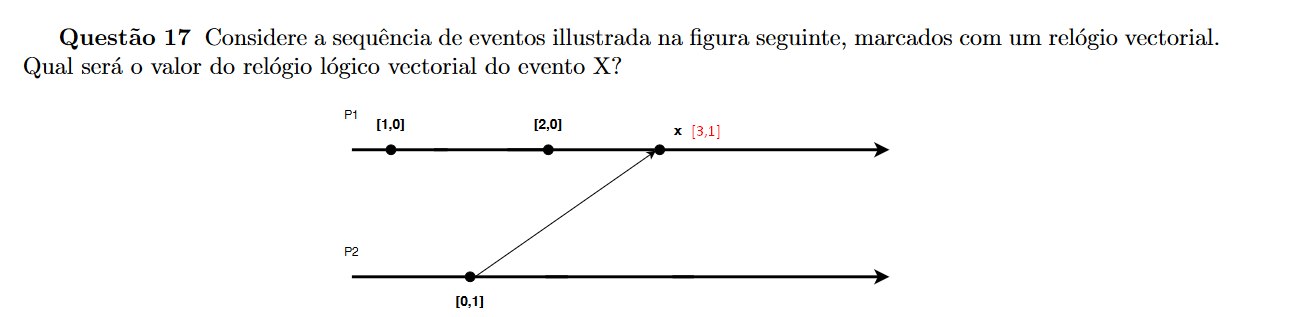 Questão 17 Considere a sequência de eventos illustrada na figura seguinte, marcados com um relógio vectorial.
Qual será o valor do relógio lógico vectorial do evento X?
P1
[1,0]
[2,0]
x [3,1]
P2
[0,1]